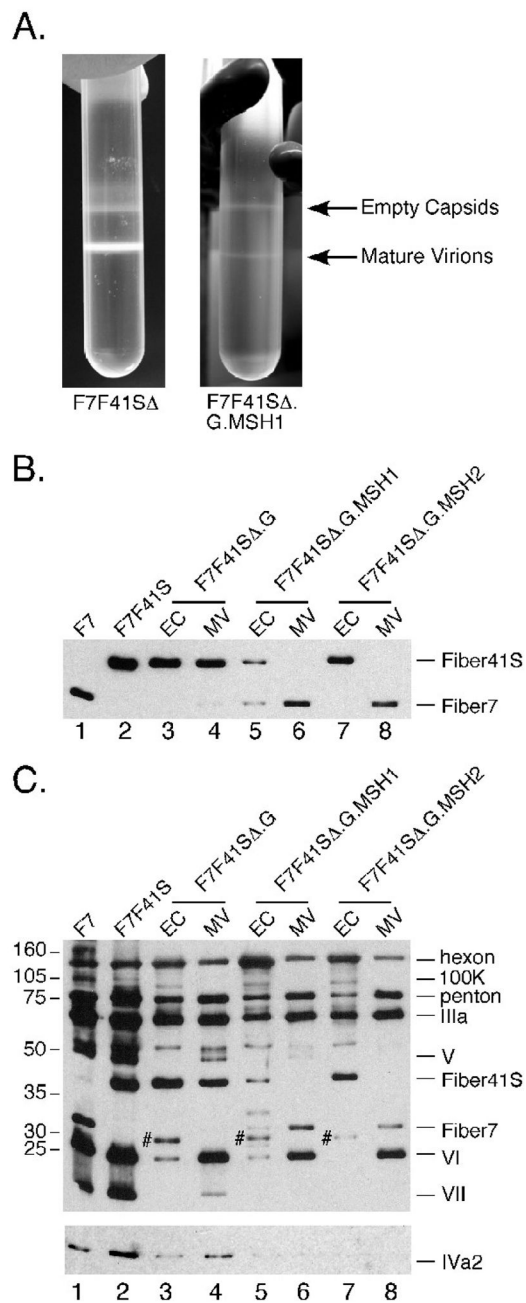 A.
Empty Capsids
Mature Virions
F7F41SΔ
F7F41SΔ.
G.MSH1
B.
F7 F7F41S F7F41SΔ.G F7F41SΔ.G.MSH1 F7F41SΔ.G.MSH2
EC MV EC MV EC MV
Fiber41S
Fiber7
1 2 3 4 5 6 7 8
C.
F7 F7F41S F7F41SΔ.G F7F41SΔ.G.MSH1 F7F41SΔ.G.MSH2
EC MV EC MV EC MV
160
105
75
50
35
30
25
hexon
100K
penton
IIIa
V
Fiber41S
Fiber7
VI
VII
# # #
IVa2
1 2 3 4 5 6 7 8